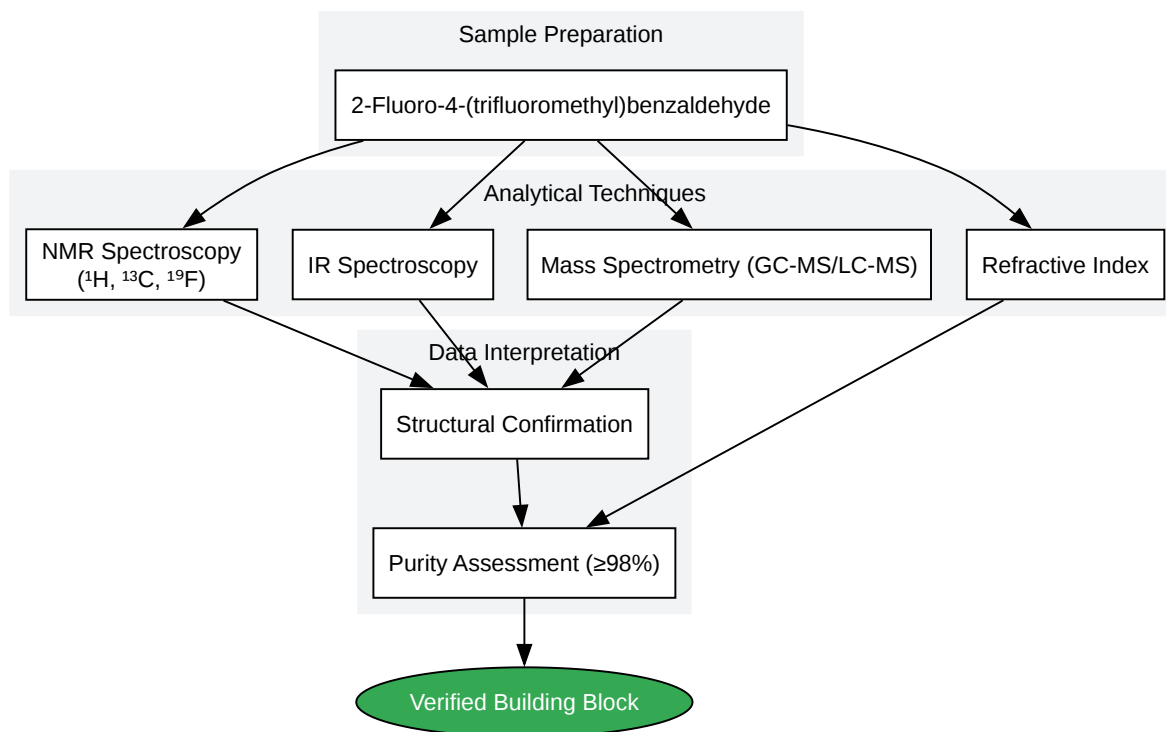 Sample Preparation
2-Fluoro-4-(trifluoromethyl)benzaldehyde
Analytical Techniques
NMR Spectroscopy
(¹H, ¹³C, ¹⁹F)
IR Spectroscopy
Mass Spectrometry (GC-MS/LC-MS)
Refractive Index
Data Interpretation
Structural Confirmation
Purity Assessment (≥98%)
Verified Building Block